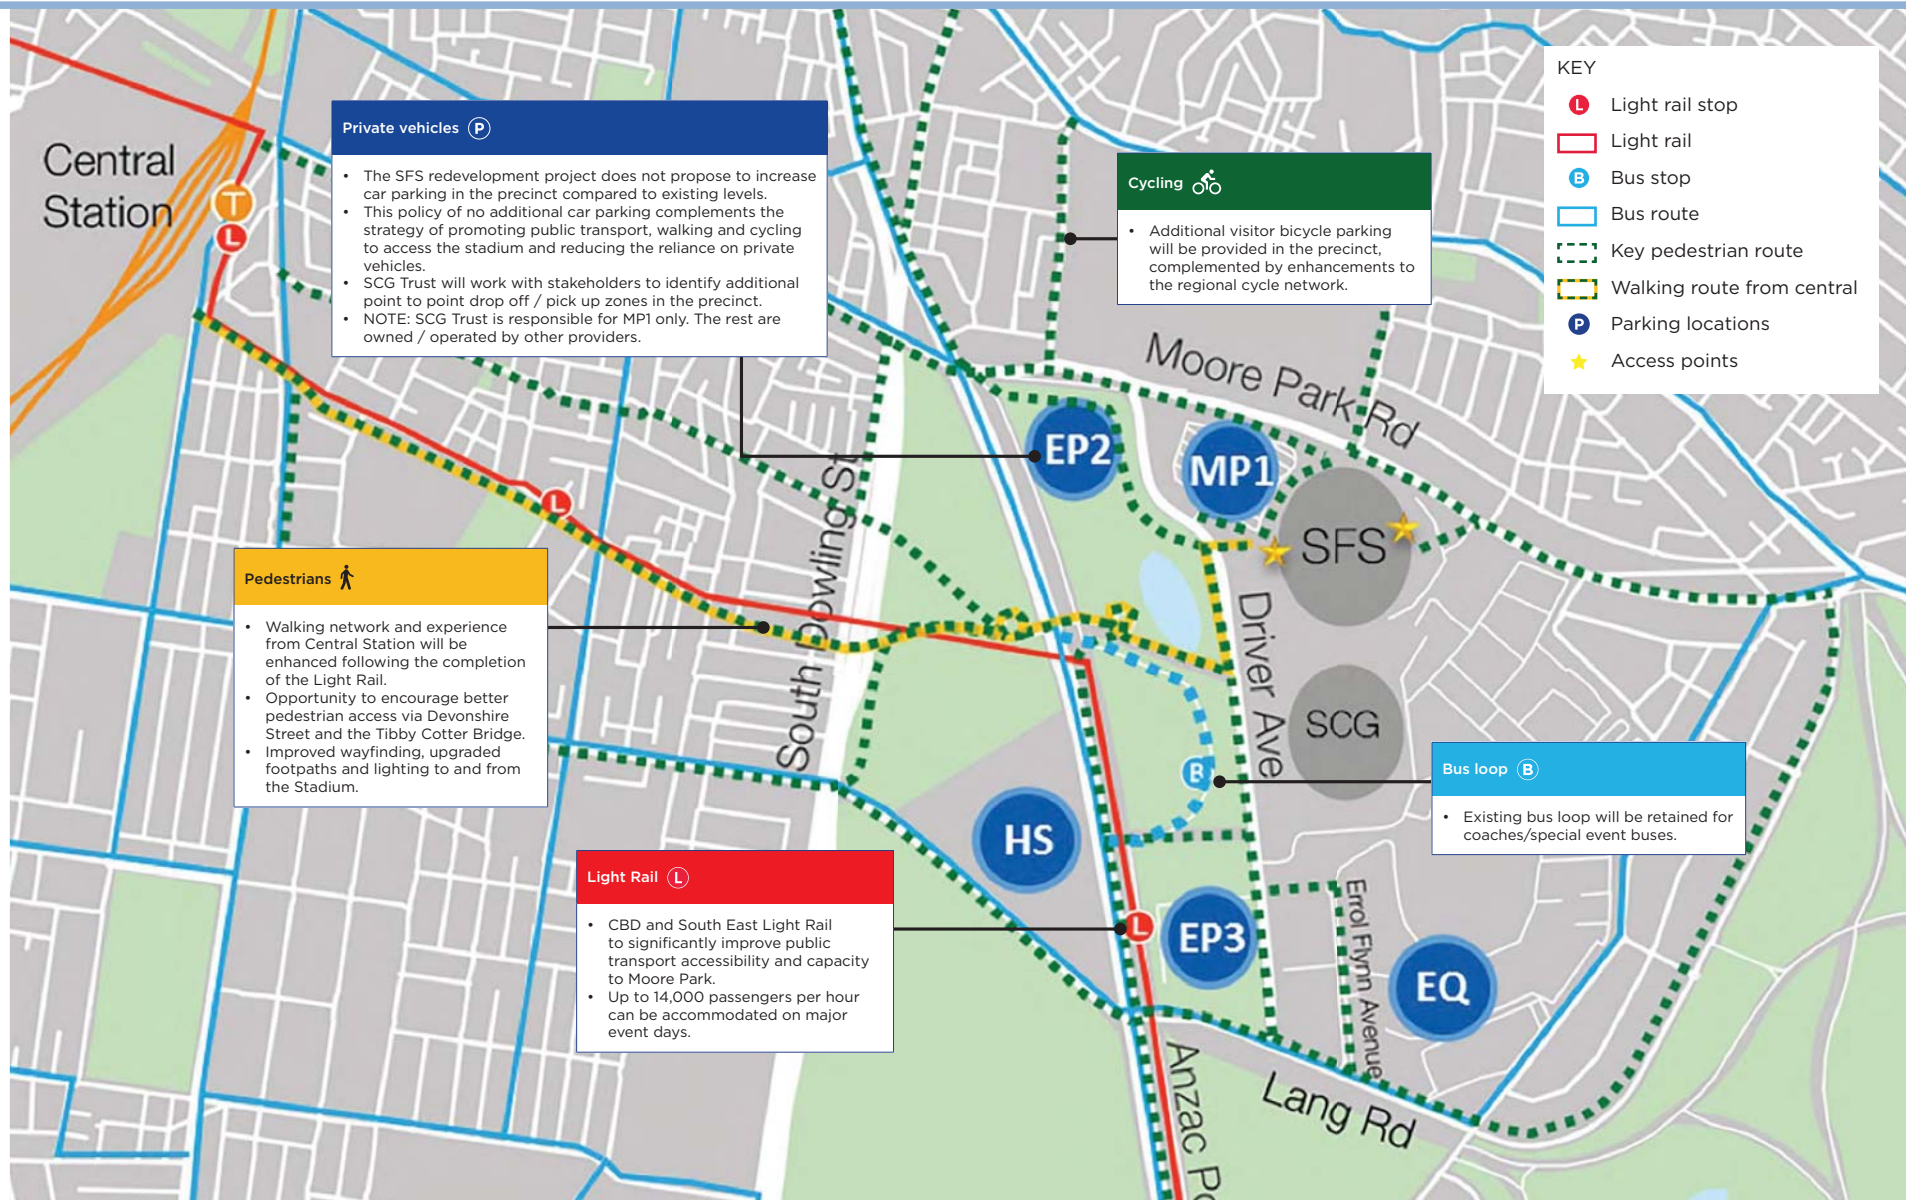 Central
Station
T
L
Private vehicles P
• The SFS redevelopment project does not propose to increase
car parking in the precinct compared to existing levels.
• This policy of no additional car parking complements the
strategy of promoting public transport, walking and cycling
to access the stadium and reducing the reliance on private
vehicles.
• SCG Trust will work with stakeholders to identify additional
point to point drop off / pick up zones in the precinct.
• NOTE: SCG Trust is responsible for MP1 only. The rest are
owned / operated by other providers.
Cycling
• Additional visitor bicycle parking
will be provided in the precinct,
complemented by enhancements to
the regional cycle network.
KEY
L Light rail stop
Light rail
B Bus stop
Bus route
Key pedestrian route
Walking route from central
P Parking locations
Access points
Moore Park Rd
EP2
MP1
SFS
L
South Dowling St
Driver Ave
SCG
Pedestrians
• Walking network and experience
from Central Station will be
enhanced following the completion
of the Light Rail.
• Opportunity to encourage better
pedestrian access via Devonshire
Street and the Tibby Cotter Bridge.
• Improved wayfinding, upgraded
footpaths and lighting to and from
the Stadium.
B
Bus loop B
• Existing bus loop will be retained for
coaches/special event buses.
HS
Light Rail L
• CBD and South East Light Rail
to significantly improve public
transport accessibility and capacity
to Moore Park.
• Up to 14,000 passengers per hour
can be accommodated on major
event days.
L
EP3
EQ
Errol Flynn Avenue
Lang Rd
Anzac